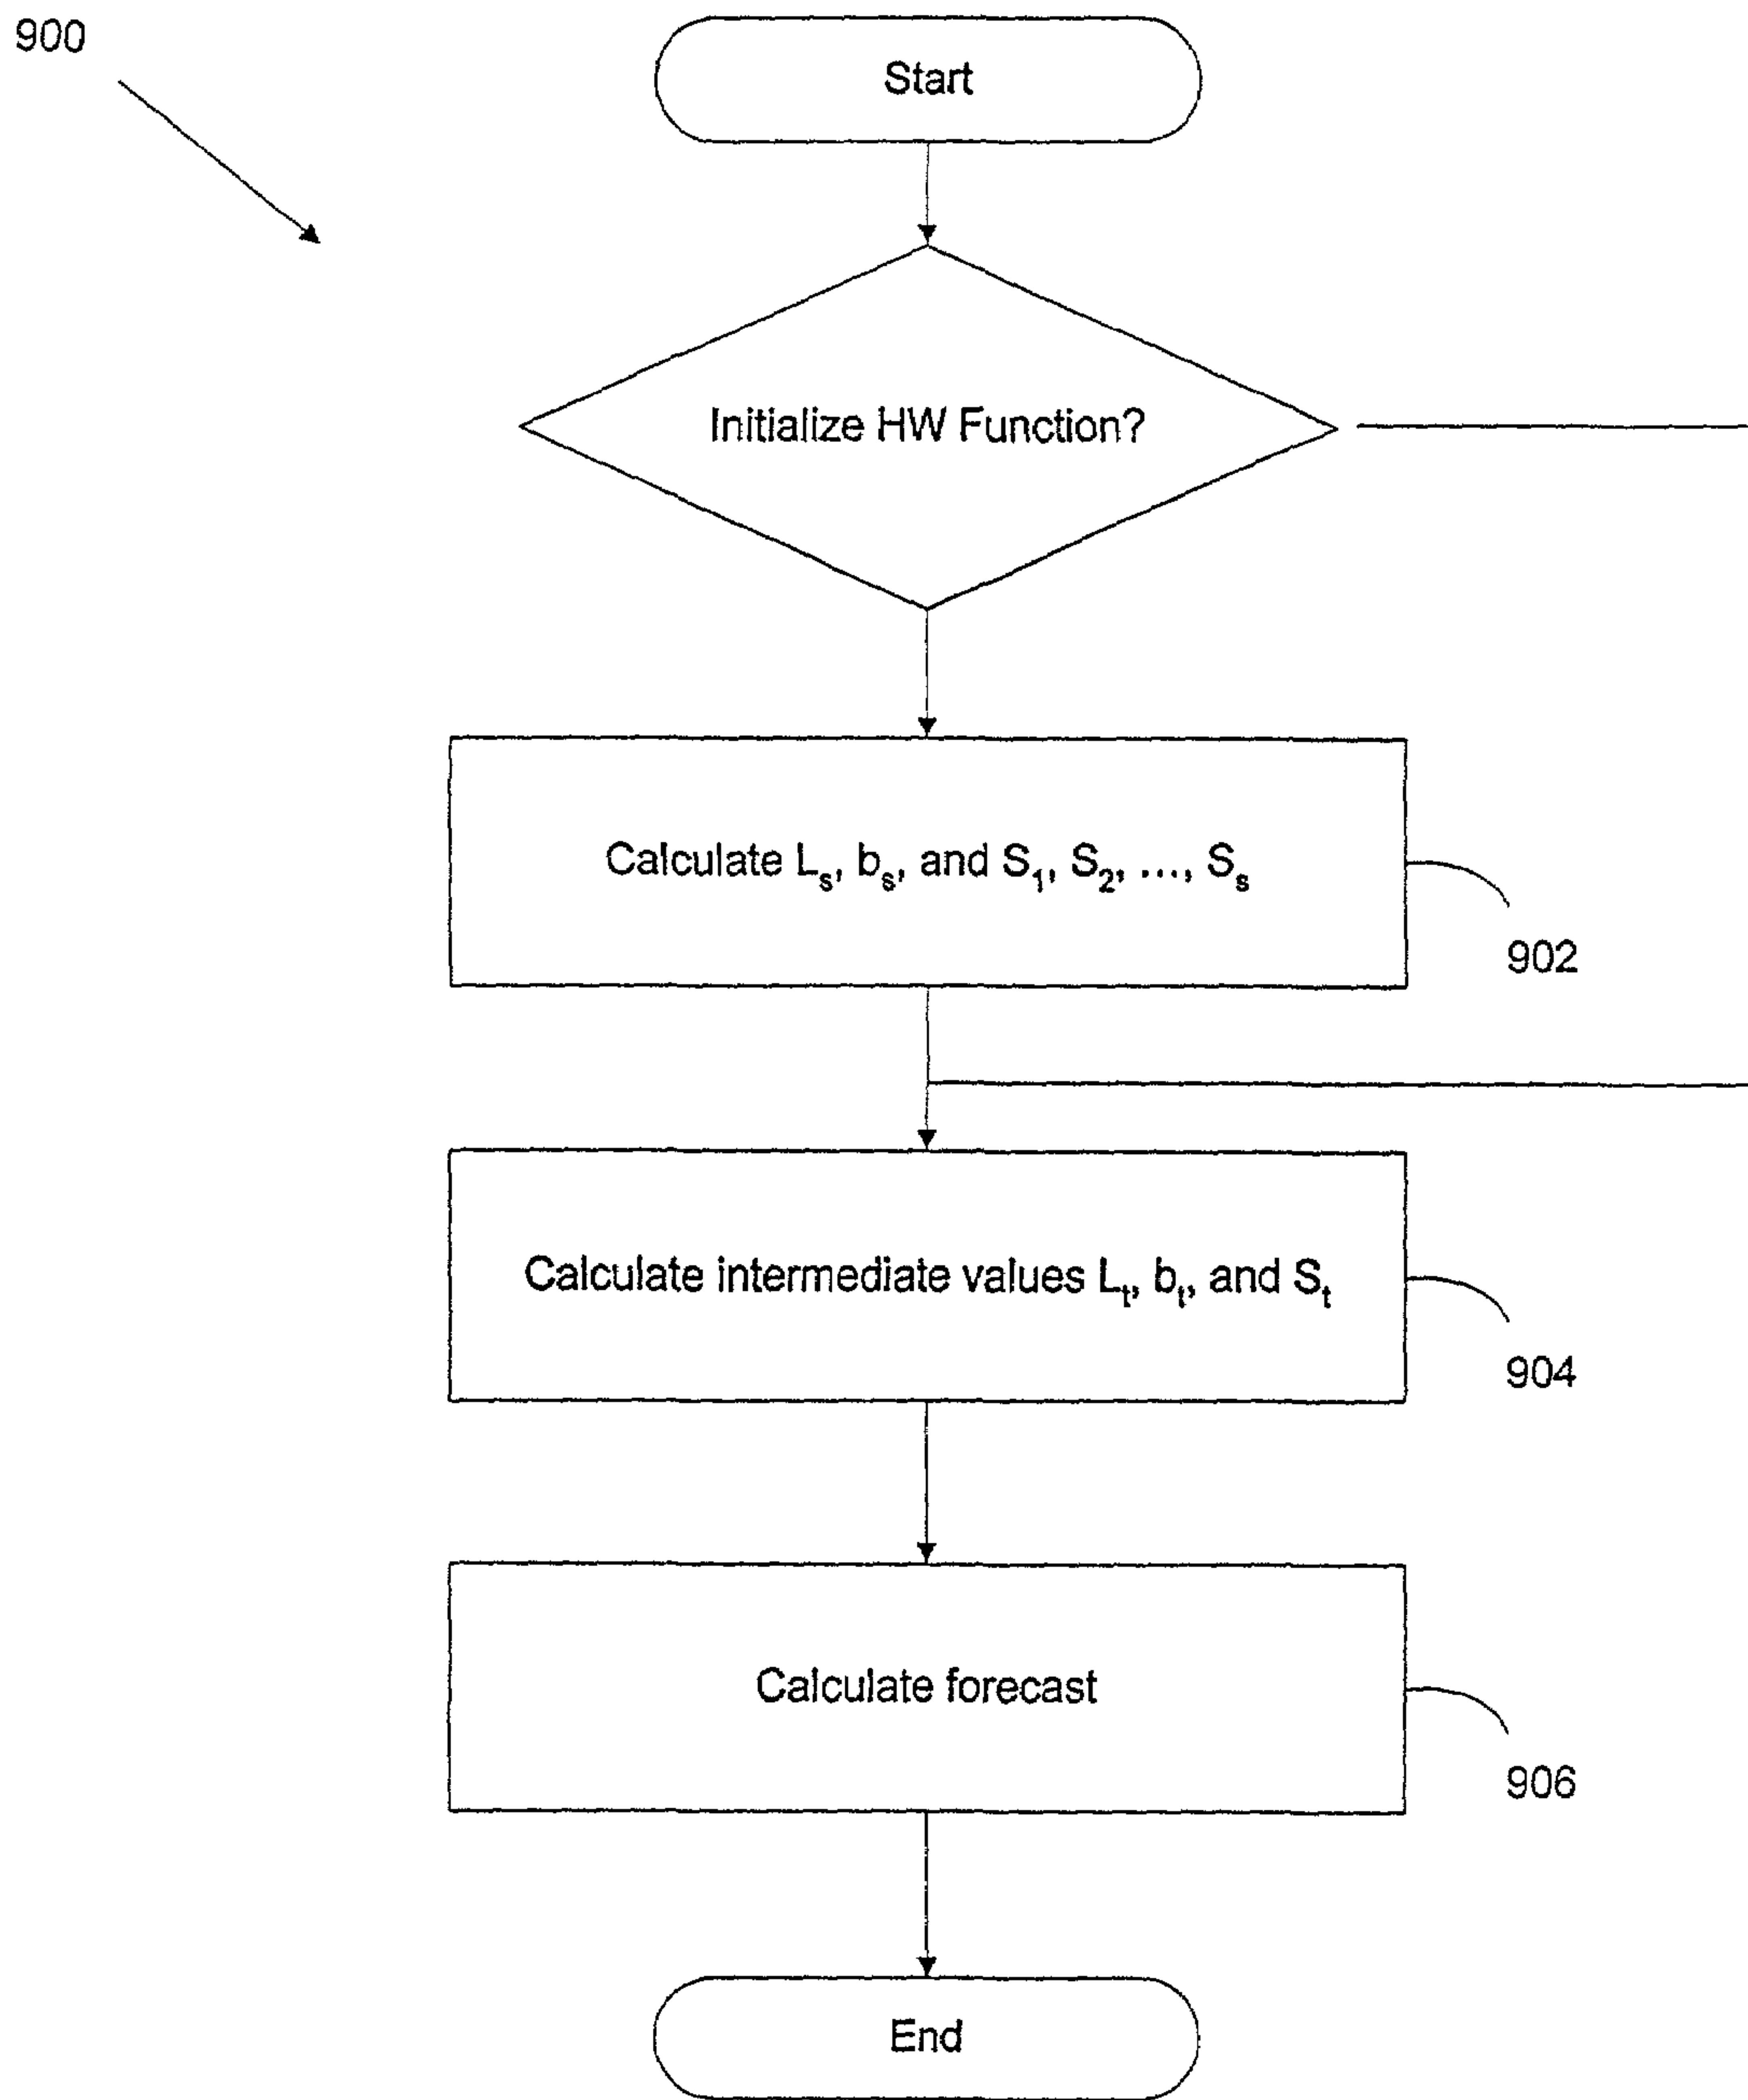 900
Start
Initialize HW Function?
Calculate Lₛ, bₛ, and S₁, S₂, ..., Sₛ
902
Calculate intermediate values Lₜ, bₜ, and Sₜ
904
Calculate forecast
906
End